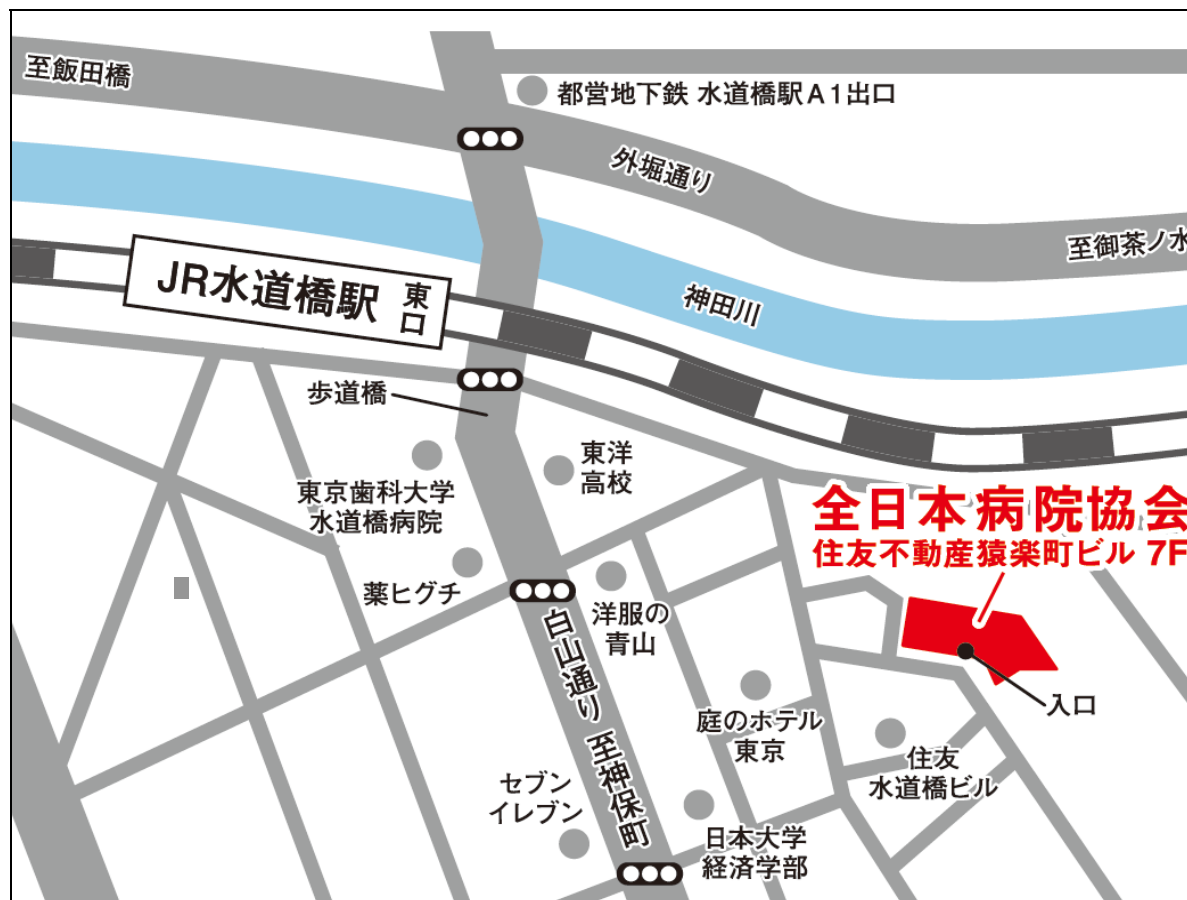 至飯田橋
都営地下鉄 水道橋駅A1出口
外堀通り
至御茶ノ水
JR水道橋駅 東口
神田川
歩道橋
東洋
高校
東京歯科大学
水道橋病院
全日本病院協会
住友不動産猿楽町ビル 7F
薬ヒグチ
洋服の
青山
白山通り 至神保町
入口
庭のホテル
東京
住友
水道橋ビル
セブン
イレブン
日本大学
経済学部